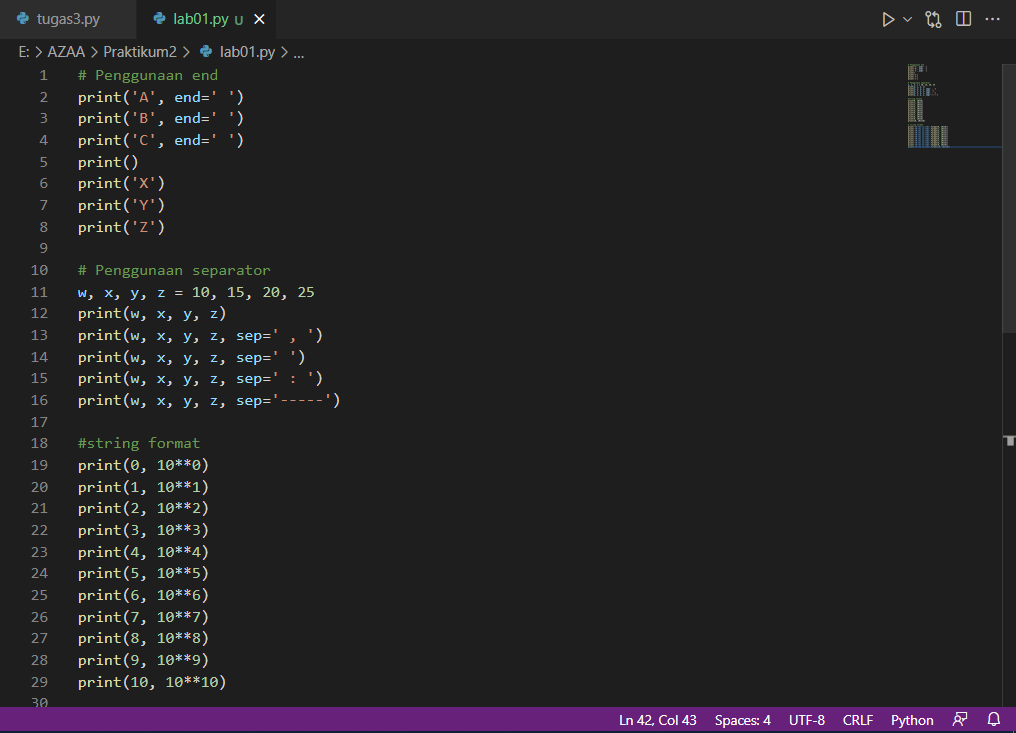 tugas3.py lab01.py U
E: > AZAA > Praktikum2 > lab01.py > ...
1 # Penggunaan end
2 print('A', end=' ')
3 print('B', end=' ')
4 print('C', end=' ')
5 print()
6 print('X')
7 print('Y')
8 print('Z')
9
10 # Penggunaan separator
11 w, x, y, z = 10, 15, 20, 25
12 print(w, x, y, z)
13 print(w, x, y, z, sep=' , ')
14 print(w, x, y, z, sep=' ')
15 print(w, x, y, z, sep=' : ')
16 print(w, x, y, z, sep='-----')
17
18 #string format
19 print(0, 10**0)
20 print(1, 10**1)
21 print(2, 10**2)
22 print(3, 10**3)
23 print(4, 10**4)
24 print(5, 10**5)
25 print(6, 10**6)
26 print(7, 10**7)
27 print(8, 10**8)
28 print(9, 10**9)
29 print(10, 10**10)
30
Ln 42, Col 43 Spaces: 4 UTF-8 CRLF Python